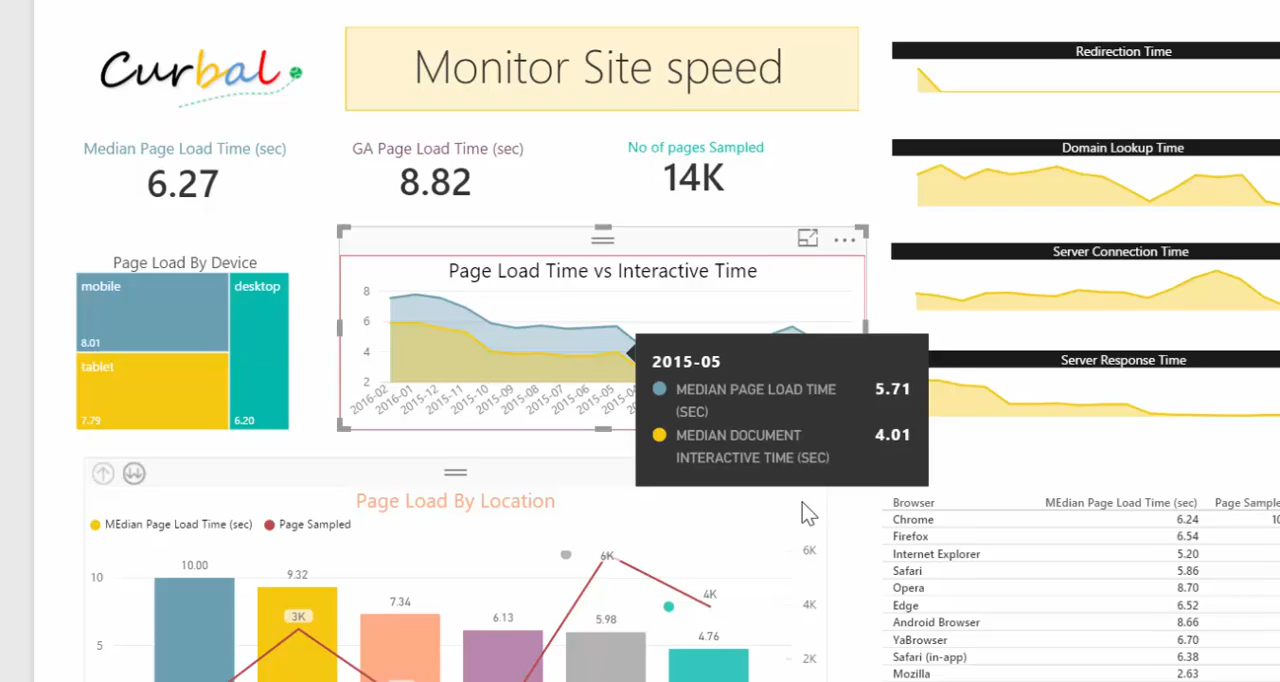 Curbal
Monitor Site speed
Redirection Time
Domain Lookup Time
Server Connection Time
Server Response Time
Median Page Load Time (sec)
6.27
GA Page Load Time (sec)
8.82
No of pages Sampled
14K
Page Load By Device
mobile
8.01
desktop
6.20
tablet
7.79
Page Load Time vs Interactive Time
8
6
4
2
2016-02
2016-01
2015-12
2015-11
2015-10
2015-09
2015-08
2015-07
2015-06
2015-05
2015-04
2015-05
MEDIAN PAGE LOAD TIME
(SEC)
5.71
MEDIAN DOCUMENT
INTERACTIVE TIME (SEC)
4.01
Page Load By Location
MEdian Page Load Time (sec)
Page Sampled
10
5
10.00
9.32
7.34
6.13
5.98
4.76
3K
6K
4K
6K
4K
2K
Browser MEdian Page Load Time (sec) Page Sample
Chrome 6.24 10
Firefox 6.54
Internet Explorer 5.20
Safari 5.86
Opera 8.70
Edge 6.52
Android Browser 8.66
YaBrowser 6.70
Safari (in-app) 6.38
Mozilla 2.63